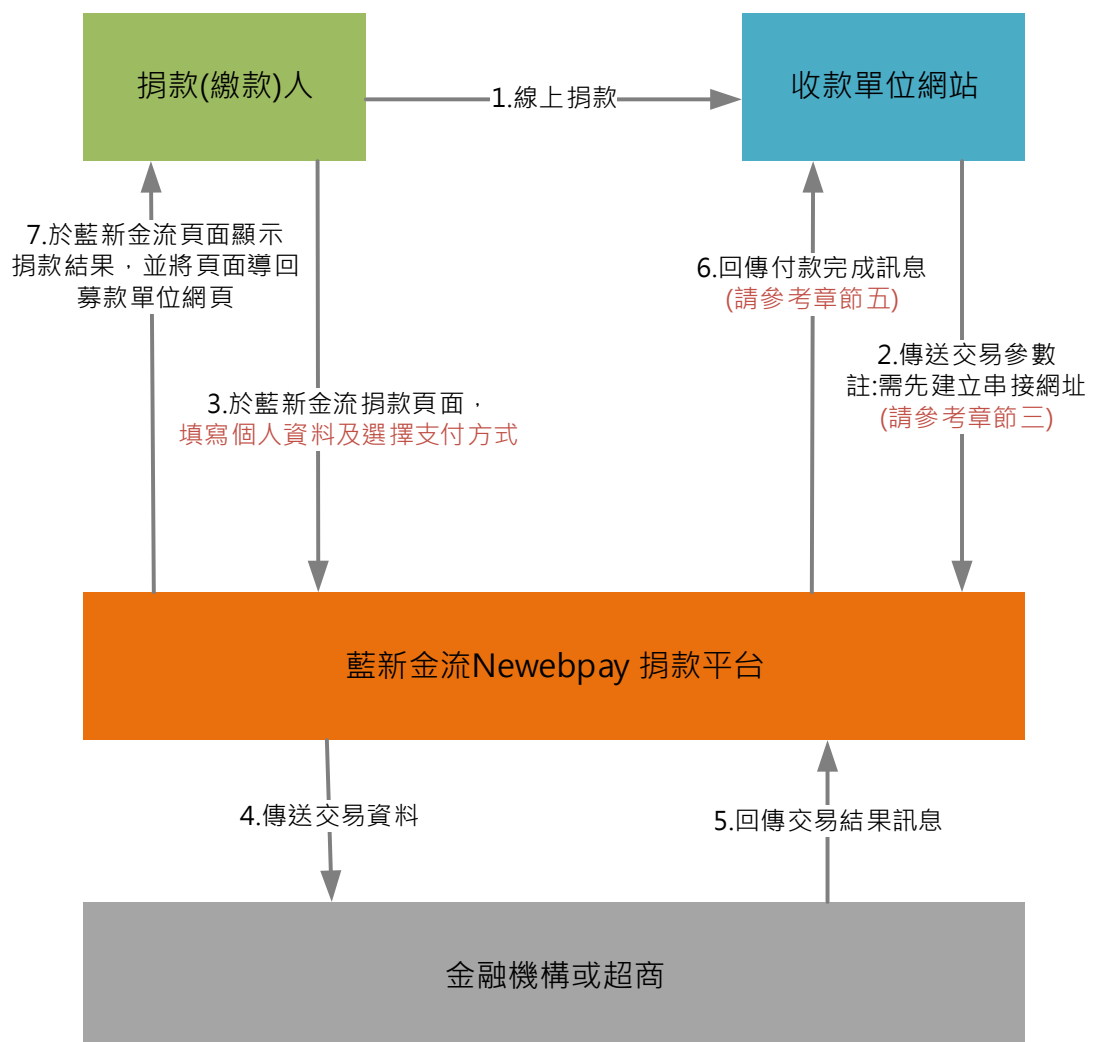 捐款(繳款)人
1.線上捐款
收款單位網站
7.於藍新金流頁面顯示
捐款結果，並將頁面導回
募款單位網頁
6.回傳付款完成訊息
(請參考章節五)
2.傳送交易參數
註:需先建立串接網址
(請參考章節三)
3.於藍新金流捐款頁面，
填寫個人資料及選擇支付方式
藍新金流Newebpay 捐款平台
4.傳送交易資料
5.回傳交易結果訊息
金融機構或超商